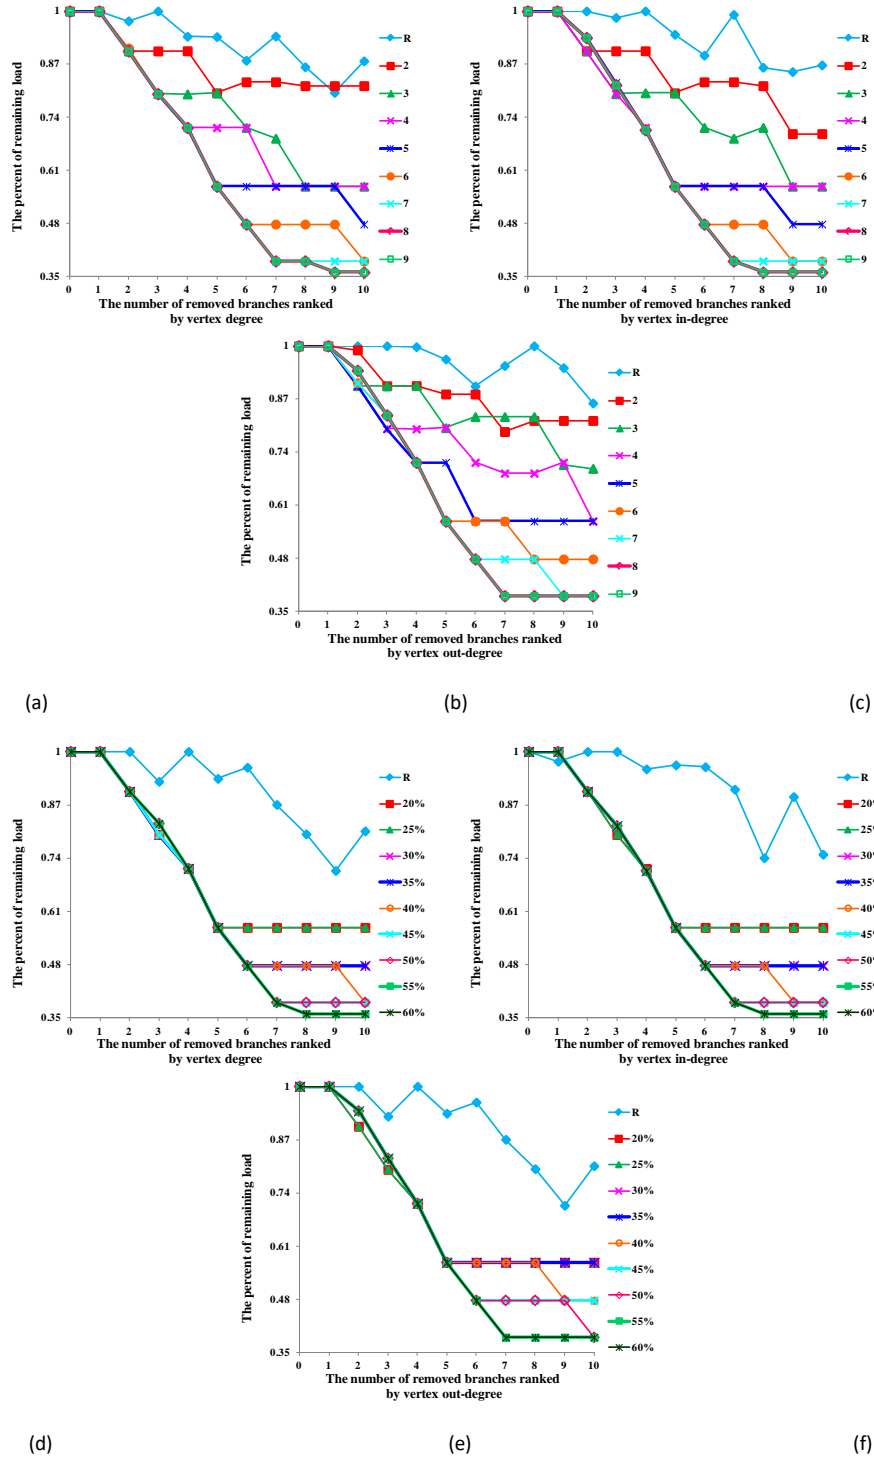 The percent of remaining load
1
0.87
0.74
0.61
0.48
0.35
0 1 2 3 4 5 6 7 8 9 10
The number of removed branches ranked
by vertex degree
R
2
3
4
5
6
7
8
9
The percent of remaining load
1
0.87
0.74
0.61
0.48
0.35
0 1 2 3 4 5 6 7 8 9 10
The number of removed branches ranked
by vertex in-degree
R
2
3
4
5
6
7
8
9
The percent of remaining load
1
0.87
0.74
0.61
0.48
0.35
0 1 2 3 4 5 6 7 8 9 10
The number of removed branches ranked
by vertex out-degree
R
2
3
4
5
6
7
8
9
(a) (b) (c)
The percent of remaining load
1
0.87
0.74
0.61
0.48
0.35
0 1 2 3 4 5 6 7 8 9 10
The number of removed branches ranked
by vertex degree
R
20%
25%
30%
35%
40%
45%
50%
55%
60%
The percent of remaining load
1
0.87
0.74
0.61
0.48
0.35
0 1 2 3 4 5 6 7 8 9 10
The number of removed branches ranked
by vertex in-degree
R
20%
25%
30%
35%
40%
45%
50%
55%
60%
The percent of remaining load
1
0.87
0.74
0.61
0.48
0.35
0 1 2 3 4 5 6 7 8 9 10
The number of removed branches ranked
by vertex out-degree
R
20%
25%
30%
35%
40%
45%
50%
55%
60%
(d) (e) (f)